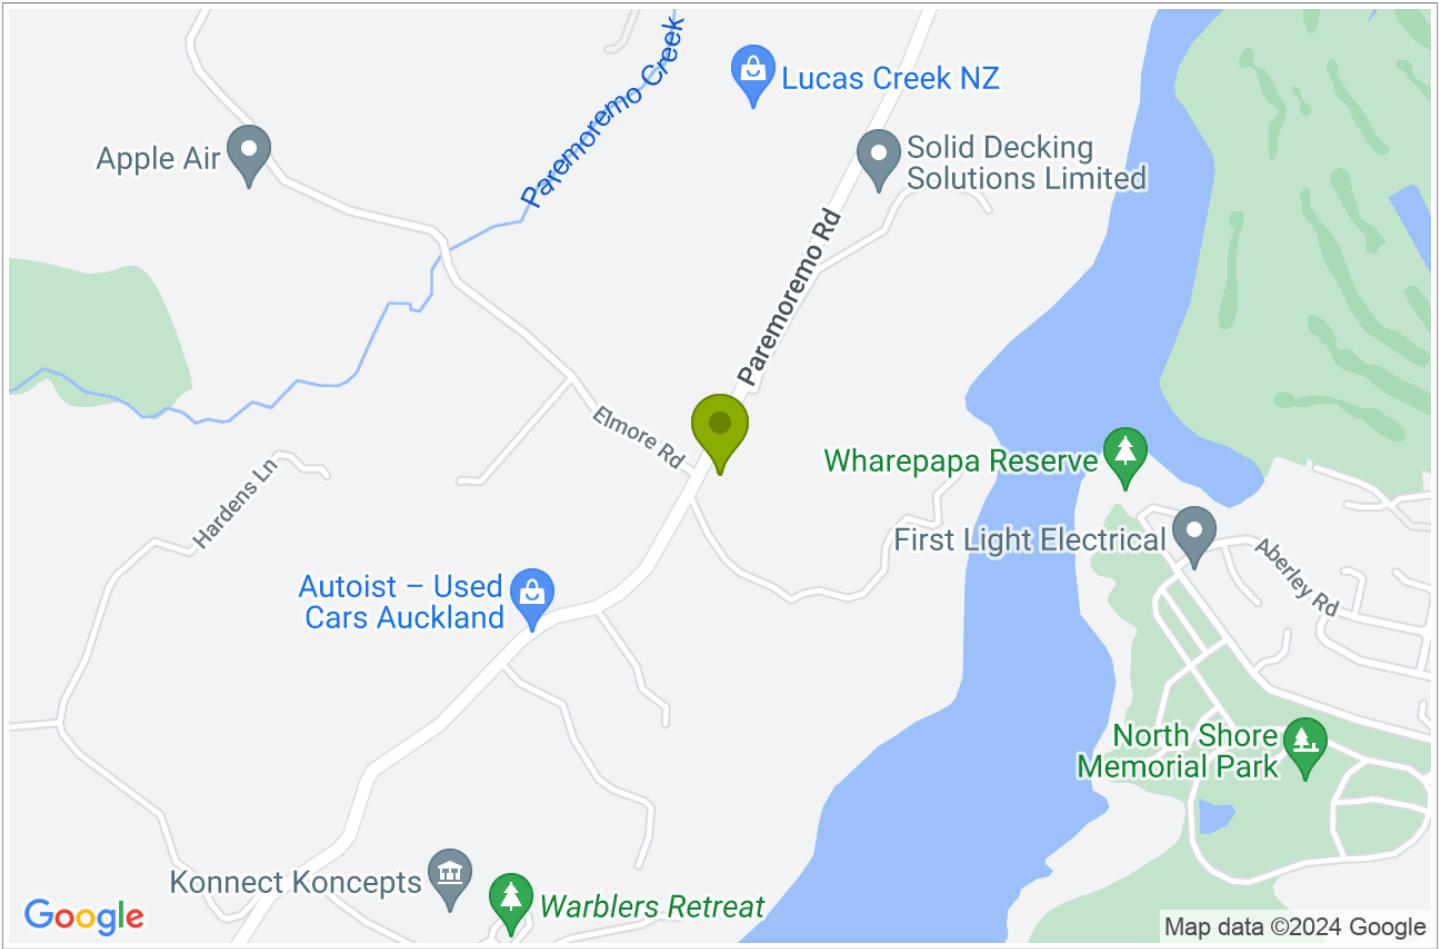 Paremoremo Creek
Lucas Creek NZ
Apple Air
Solid Decking
Solutions Limited
Paremoremo Rd
Elmore Rd
Wharepapa Reserve
Hardens Ln
First Light Electrical
Aberley Rd
Autoist – Used
Cars Auckland
North Shore
Memorial Park
Konnect Koncepts
Warblers Retreat
Google
Map data ©2024 Google